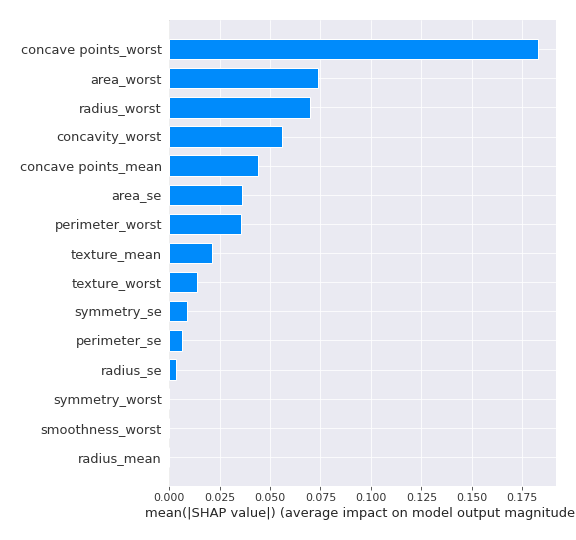 concave points_worst
area_worst
radius_worst
concavity_worst
concave points_mean
area_se
perimeter_worst
texture_mean
texture_worst
symmetry_se
perimeter_se
radius_se
symmetry_worst
smoothness_worst
radius_mean
0.000 0.025 0.050 0.075 0.100 0.125 0.150 0.175
mean(|SHAP value|) (average impact on model output magnitude